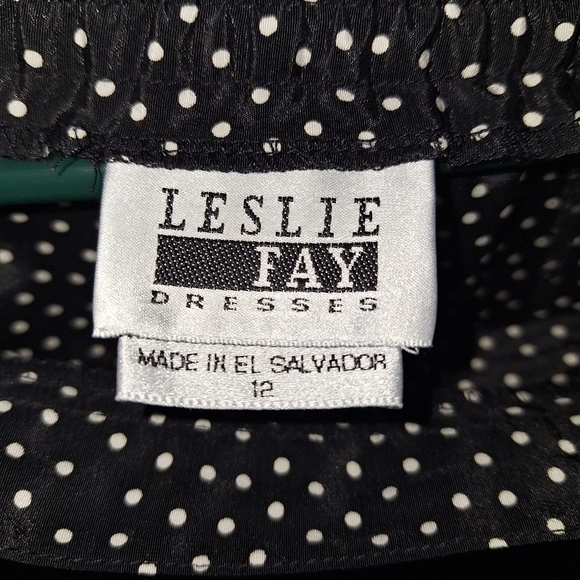 LESLIE
FAY
DRESSES
MADE IN EL SALVADOR
12